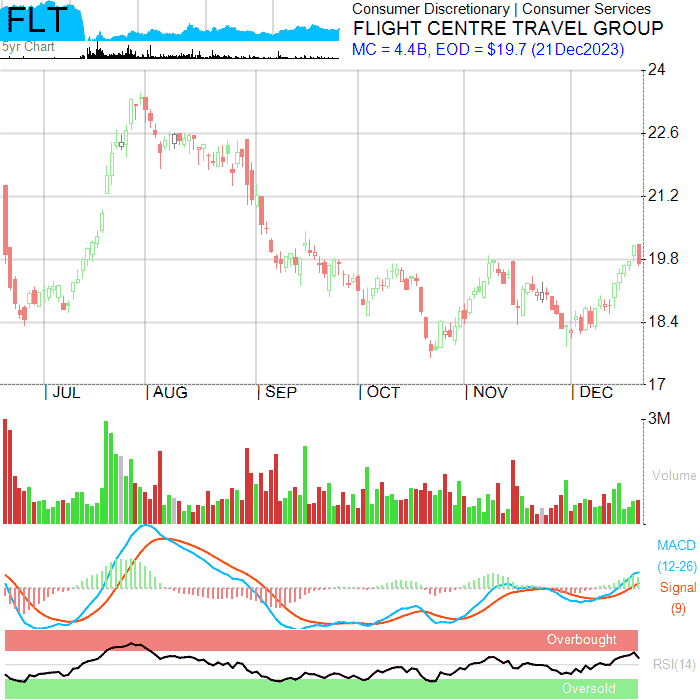 FLT
5yr Chart
Consumer Discretionary | Consumer Services
FLIGHT CENTRE TRAVEL GROUP
MC = 4.4B, EOD = $19.7 (21Dec2023)
24
22.6
21.2
19.8
18.4
17
| JUL | AUG | SEP | OCT | NOV | DEC
3M
Volume
MACD
(12-26)
Signal
(9)
Overbought
RSI(14)
Oversold